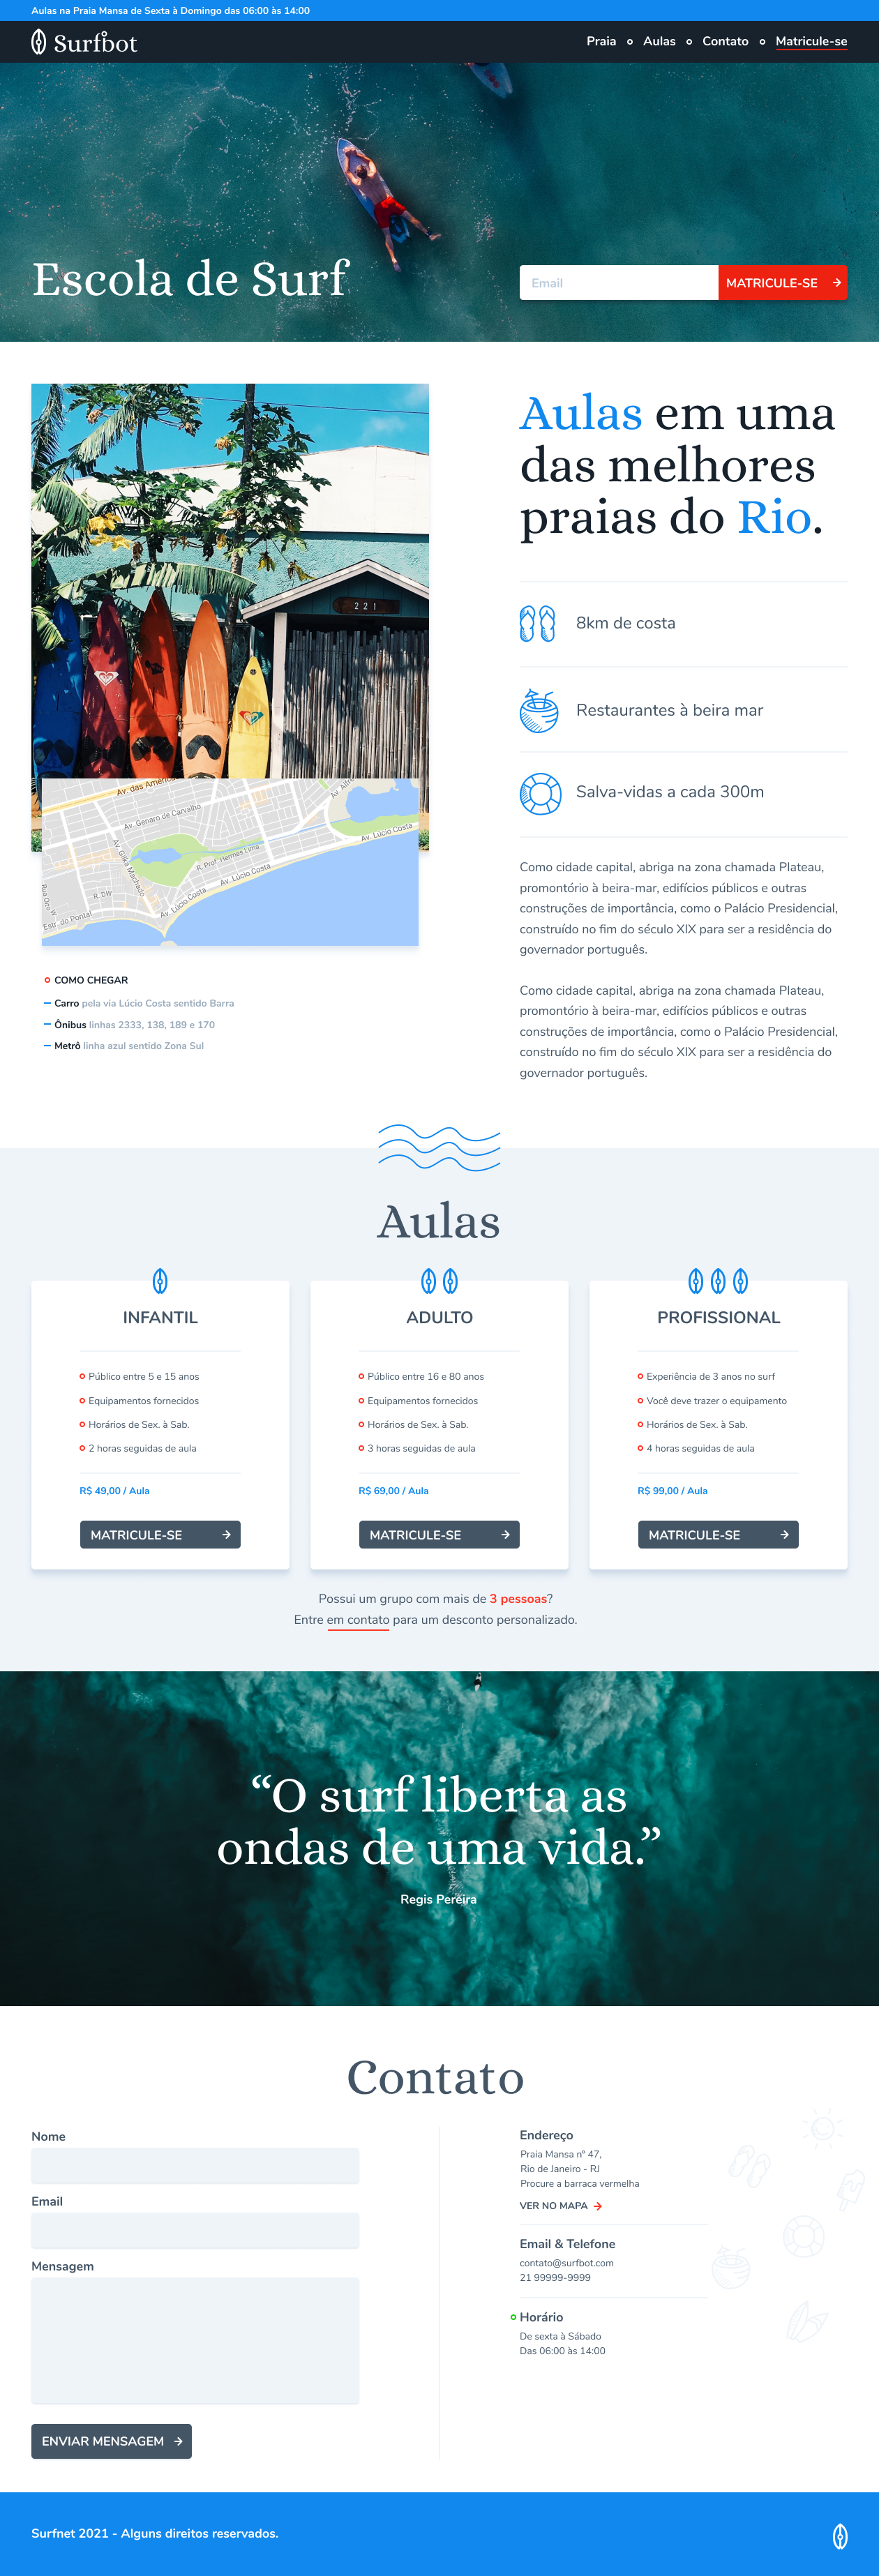 Aulas na Praia Mansa de Sexta à Domingo das 06:00 às 14:00
Surfbot
Praia
Aulas
Contato
Matricule-se
Escola de Surf
Email
MATRICULE-SE
221
Av. das Américas
Av. Genaro de Carvalho
Av. Gilka Machado
R. Prof. Hermes Lima
Av. Lúcio Costa
Av. Lúcio Costa
Av. Lúcio Costa
R. DW
Estr. do Pontal
Aulas em uma
das melhores
praias do Rio.
8km de costa
Restaurantes à beira mar
Salva-vidas a cada 300m
Como cidade capital, abriga na zona chamada Plateau,
promontório à beira-mar, edifícios públicos e outras
construções de importância, como o Palácio Presidencial,
construído no fim do século XIX para ser a residência do
governador português.
Como cidade capital, abriga na zona chamada Plateau,
promontório à beira-mar, edifícios públicos e outras
construções de importância, como o Palácio Presidencial,
construído no fim do século XIX para ser a residência do
governador português.
COMO CHEGAR
Carro pela via Lúcio Costa sentido Barra
Ônibus linhas 2333, 138, 189 e 170
Metrô linha azul sentido Zona Sul
Aulas
INFANTIL
Público entre 5 e 15 anos
Equipamentos fornecidos
Horários de Sex. à Sab.
2 horas seguidas de aula
R$ 49,00 / Aula
MATRICULE-SE
ADULTO
Público entre 16 e 80 anos
Equipamentos fornecidos
Horários de Sex. à Sab.
3 horas seguidas de aula
R$ 69,00 / Aula
MATRICULE-SE
PROFISSIONAL
Experiência de 3 anos no surf
Você deve trazer o equipamento
Horários de Sex. à Sab.
4 horas seguidas de aula
R$ 99,00 / Aula
MATRICULE-SE
Possui um grupo com mais de 3 pessoas?
Entre em contato para um desconto personalizado.
“O surf liberta as
ondas de uma vida.”
Regis Pereira
Contato
Nome
Email
Mensagem
ENVIAR MENSAGEM
Endereço
Praia Mansa nº 47,
Rio de Janeiro - RJ
Procure a barraca vermelha
VER NO MAPA
Email & Telefone
contato@surfbot.com
21 99999-9999
Horário
De sexta à Sábado
Das 06:00 às 14:00
Surfnet 2021 - Alguns direitos reservados.